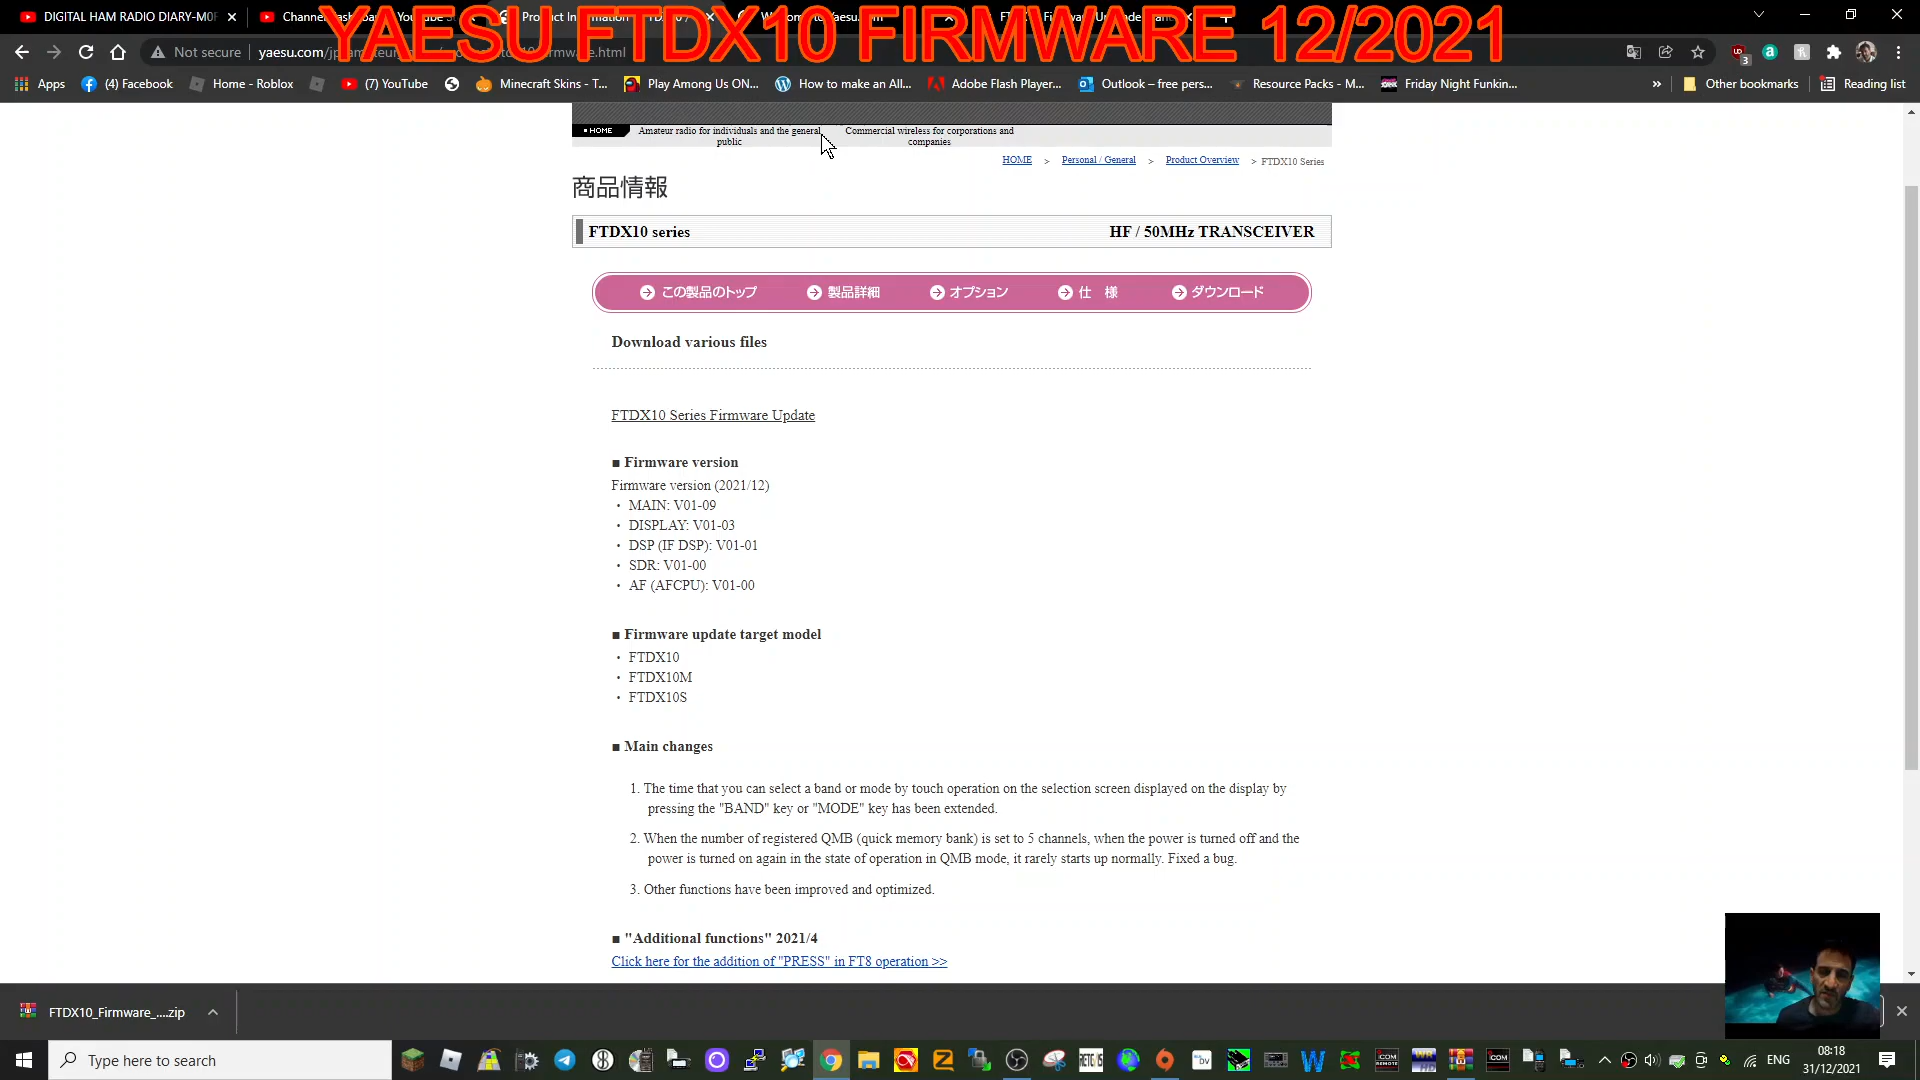 YAESU FTDX10 FIRMWARE 12/2021
DIGITAL HAM RADIO DIARY-M0F
Not secure
yaesu.com/jp
Apps
(4) Facebook
Home - Roblox
(7) YouTube
Minecraft Skins - T...
Play Among Us ON...
How to make an All...
Adobe Flash Player...
Outlook – free pers...
Resource Packs - M...
Friday Night Funkin...
»
Other bookmarks
Reading list
HOME
Amateur radio for individuals and the general
public
Commercial wireless for corporations and
companies
HOME > Personal / General > Product Overview > FTDX10 Series
商品情報
FTDX10 series
HF / 50MHz TRANSCEIVER
この製品のトップ
製品詳細
オプション
仕 様
ダウンロード
Download various files
FTDX10 Series Firmware Update
■ Firmware version
Firmware version (2021/12)
・ MAIN: V01-09
・ DISPLAY: V01-03
・ DSP (IF DSP): V01-01
・ SDR: V01-00
・ AF (AFCPU): V01-00
■ Firmware update target model
・ FTDX10
・ FTDX10M
・ FTDX10S
■ Main changes
1. The time that you can select a band or mode by touch operation on the selection screen displayed on the display by
pressing the "BAND" key or "MODE" key has been extended.
2. When the number of registered QMB (quick memory bank) is set to 5 channels, when the power is turned off and the
power is turned on again in the state of operation in QMB mode, it rarely starts up normally. Fixed a bug.
3. Other functions have been improved and optimized.
■ "Additional functions" 2021/4
Click here for the addition of "PRESS" in FT8 operation >>
FTDX10_Firmware_....zip
Type here to search
ENG
08:18
31/12/2021